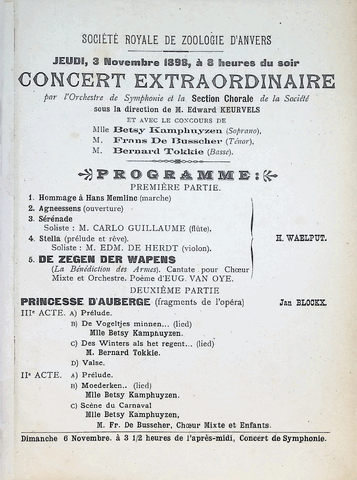 SOCIÉTÉ ROYALE DE ZOOLOGIE D'ANVERS
JEUDI, 3 Novembre 1898, à 8 heures du soir
CONCERT EXTRAORDINAIRE
par l'Orchestre de Symphonie et la Section Chorale de la Société
sous la direction de M. Edward KEURVELS
ET AVEC LE CONCOURS DE
Mlle Betsy Kamphuyzen (Soprano),
M. Frans De Busscher (Ténor),
M. Bernard Tokkie (Basse).
PROGRAMME:
PREMIÈRE PARTIE.
1. Hommage à Hans Memlinc (marche)
2. Agneessens (ouverture)
3. Sérénade
Soliste : M. CARLO GUILLAUME (flûte).
4. Stella (prélude et rêve).
Soliste : M. EDM. DE HERDT (violon).
H. WAELPUT.
5. DE ZEGEN DER WAPENS
(La Bénédiction des Armes). Cantate pour Chœur
Mixte et Orchestre. Poème d'EUG. VAN OYE.
DEUXIÈME PARTIE
PRINCESSE D'AUBERGE (fragments de l'opéra) Jan BLOCKX.
IIIe ACTE. A) Prélude.
B) De Vogeltjes minnen... (lied)
Mlle Betsy Kamphuyzen.
C) Des Winters als het regent... (lied)
M. Bernard Tokkie.
D) Valse.
IIe ACTE. A) Prélude.
B) Moederken.. (lied)
Mlle Betsy Kamphuyzen.
C) Scéne du Carnaval
Mlle Betsy Kamphuyzen,
M. Fr. De Busscher, Chœur Mixte et Enfants.
Dimanche 6 Novembre. à 3 1/2 heures de l'après-midi, Concert de Symphonie.